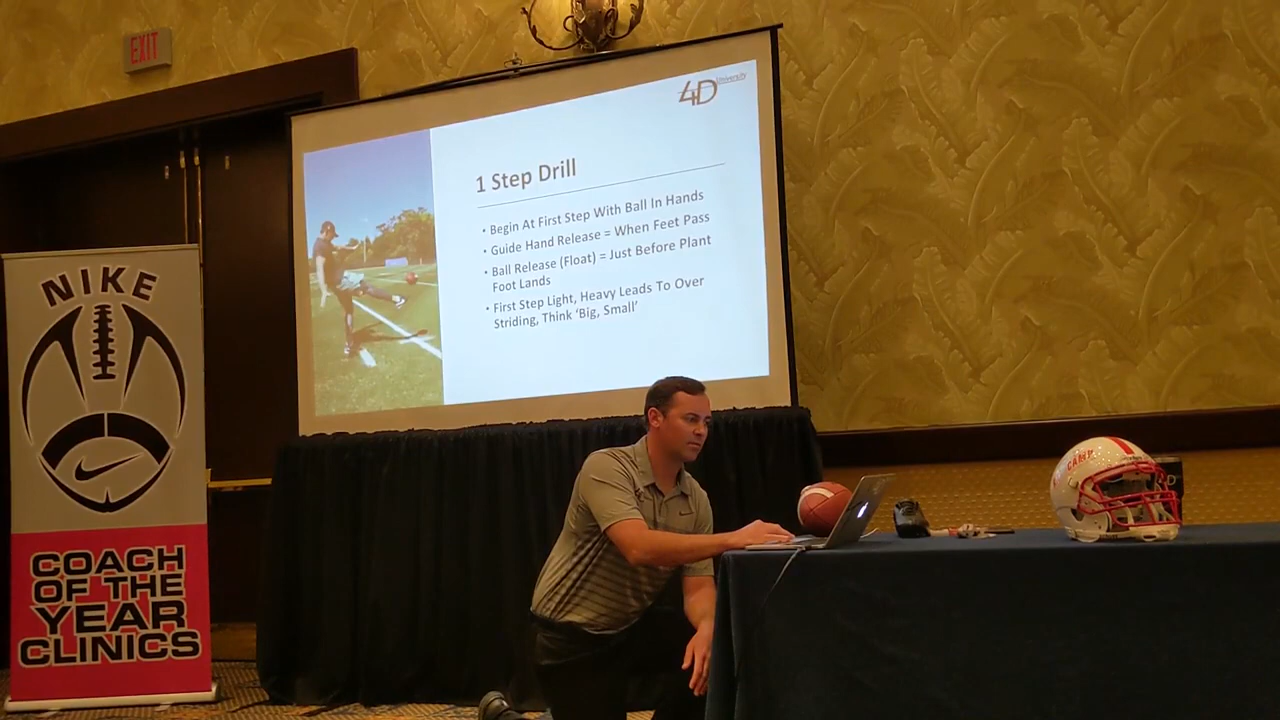 EXIT
4D University
1 Step Drill
• Begin At First Step With Ball In Hands
• Guide Hand Release = When Feet Pass
• Ball Release (Float) = Just Before Plant
Foot Lands
• First Step Light, Heavy Leads To Over
Striding, Think ‘Big, Small’
NIKE
COACH
OF THE
YEAR
CLINICS
CAMP